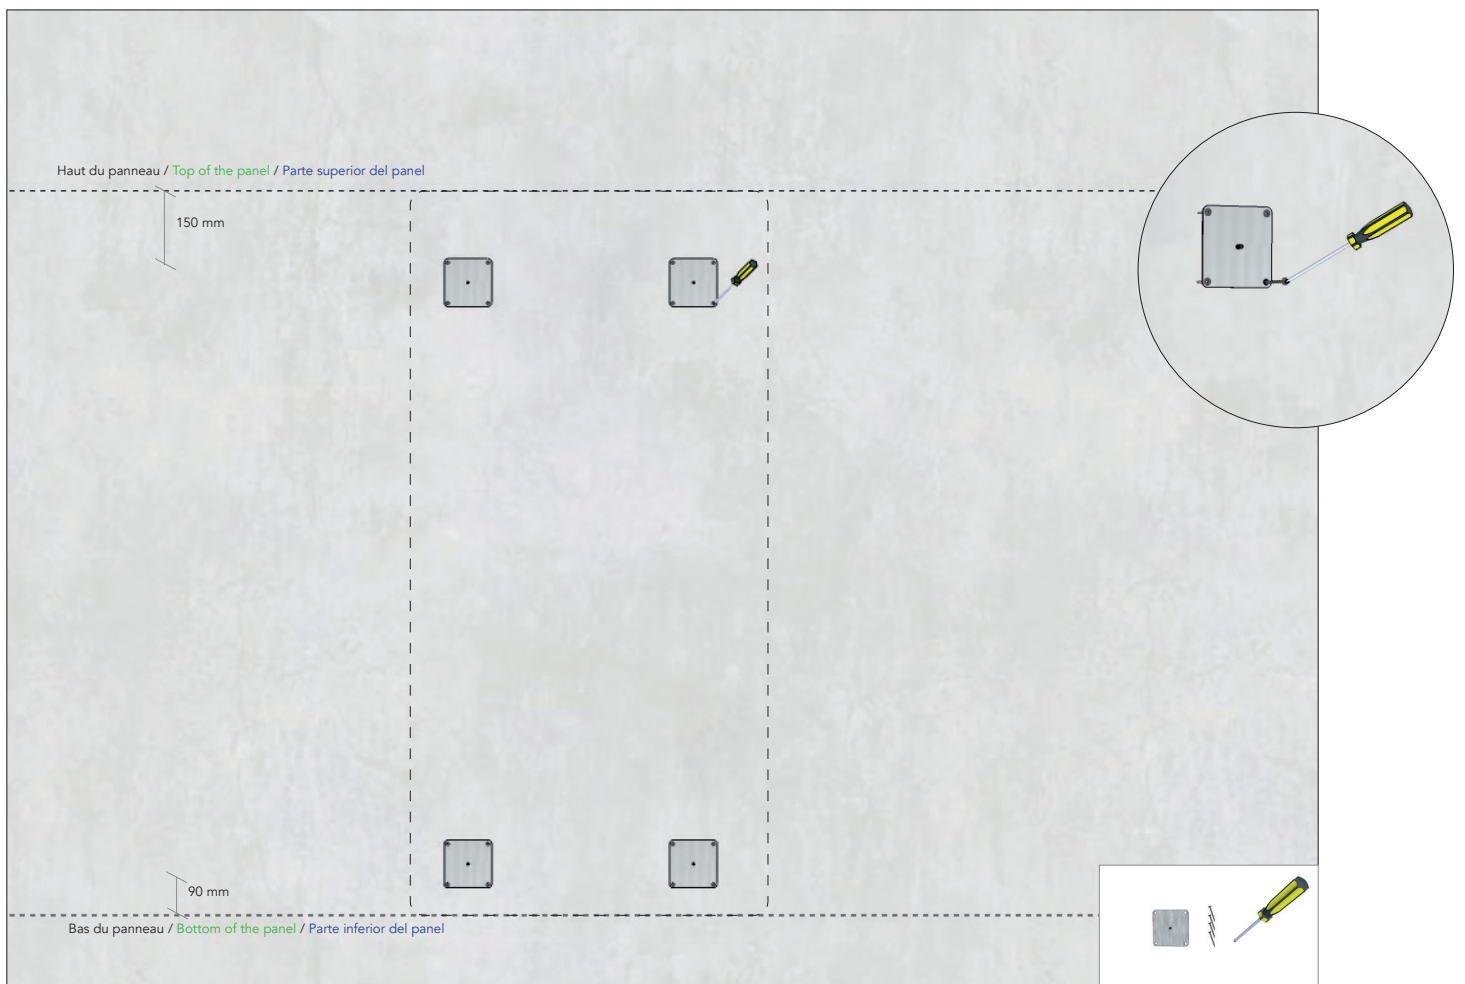 Haut du panneau / Top of the panel / Parte superior del panel
150 mm
90 mm
Bas du panneau / Bottom of the panel / Parte inferior del panel